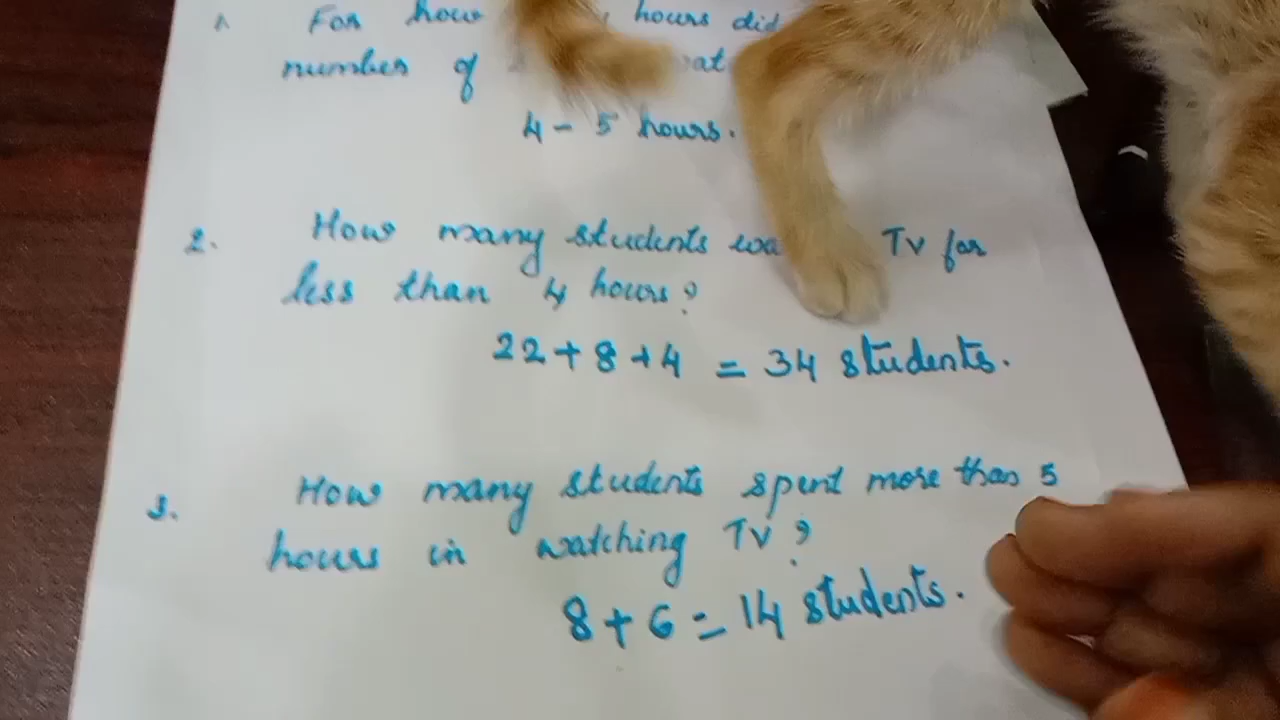 1. For how hours did
number of
4 - 5 hours.
2. How many students TV for
less than 4 hours?
22 + 8 + 4 = 34 students.
3. How many students spent more than 5
hours in watching TV?
8 + 6 = 14 students.